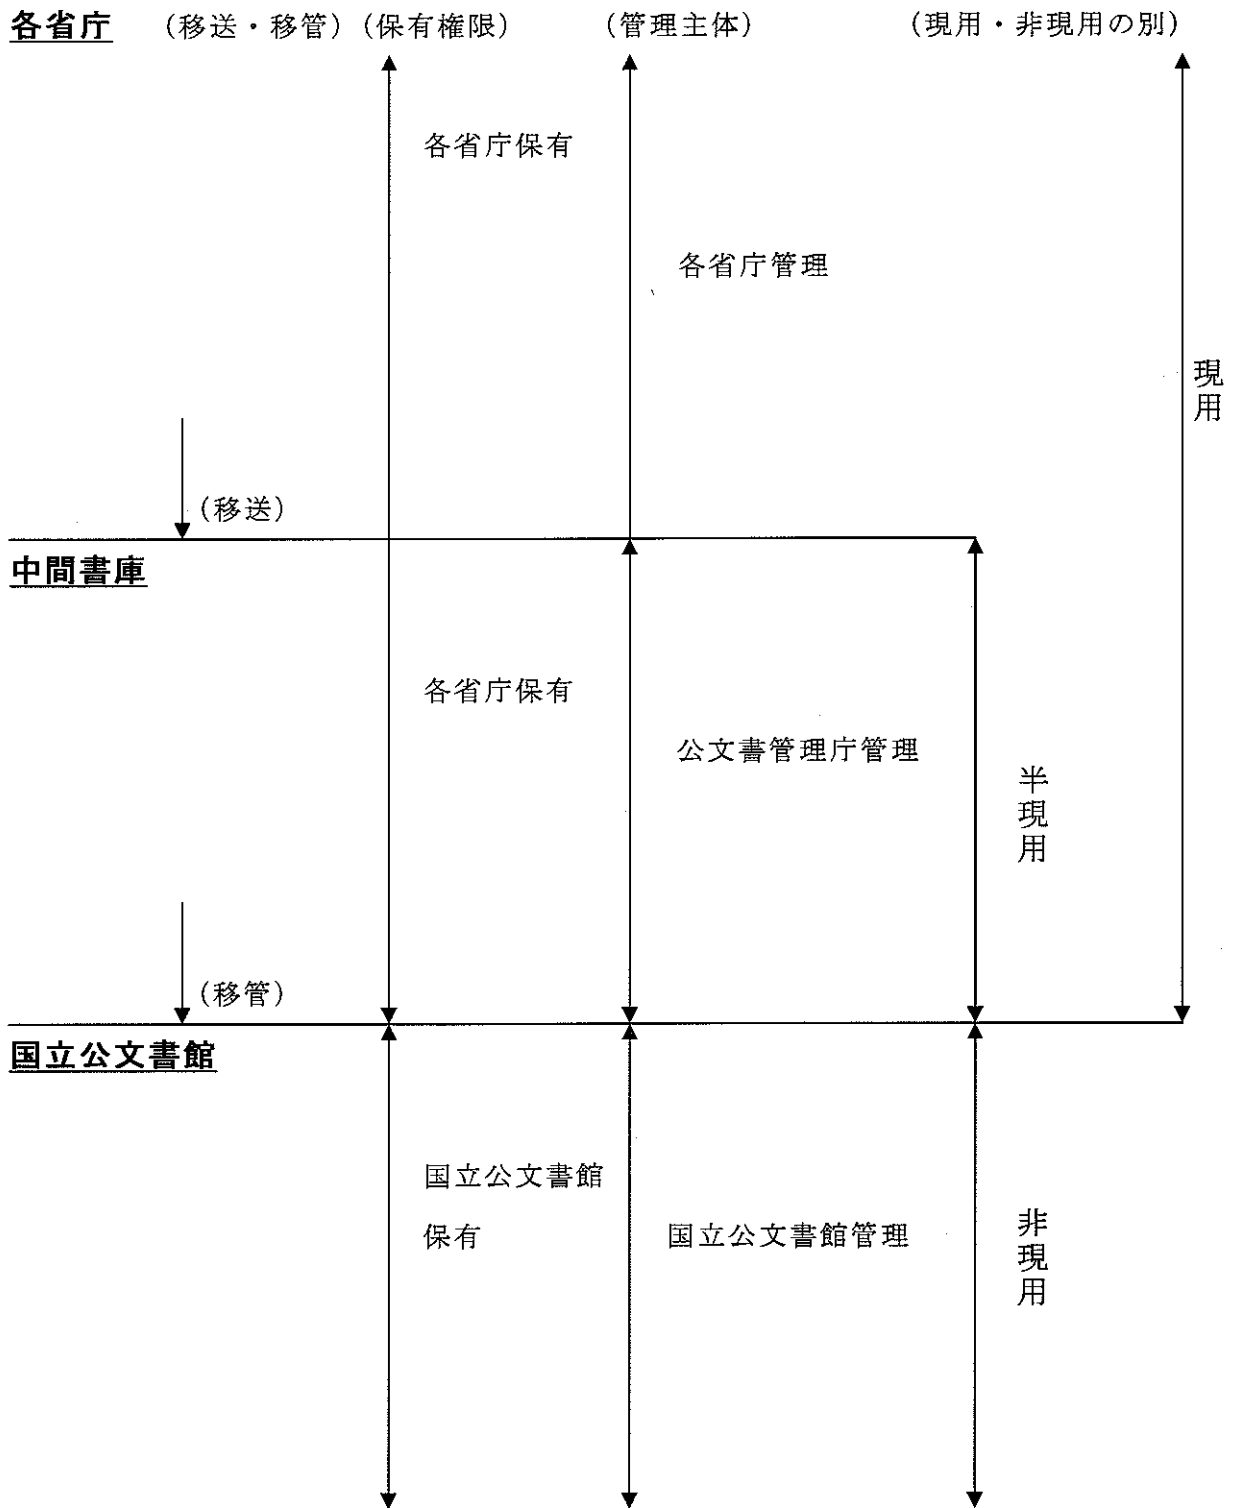 各省庁 (移送・移管) (保有権限) (管理主体) (現用・非現用の別)
各省庁保有
各省庁管理
現用
(移送)
中間書庫
各省庁保有
公文書管理庁管理
半現用
(移管)
国立公文書館
国立公文書館
保有
国立公文書館管理
非現用